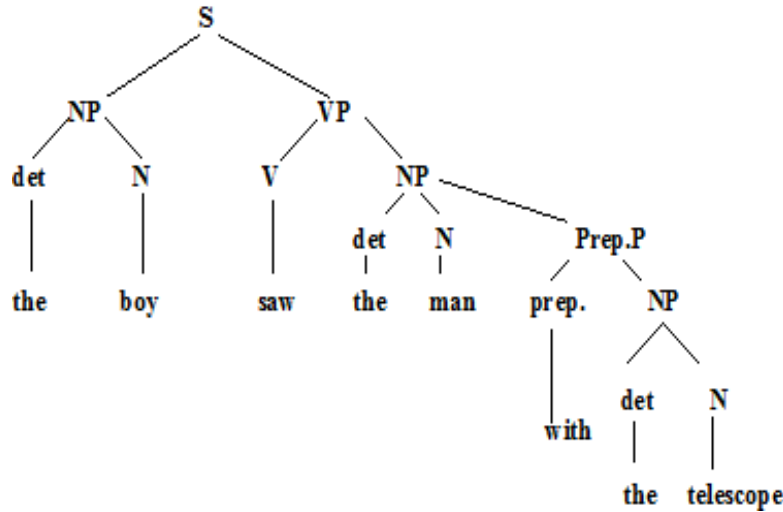 S
NP VP
det N V NP
det N Prep.P
the boy saw the man prep. NP
det N
with
the telescope